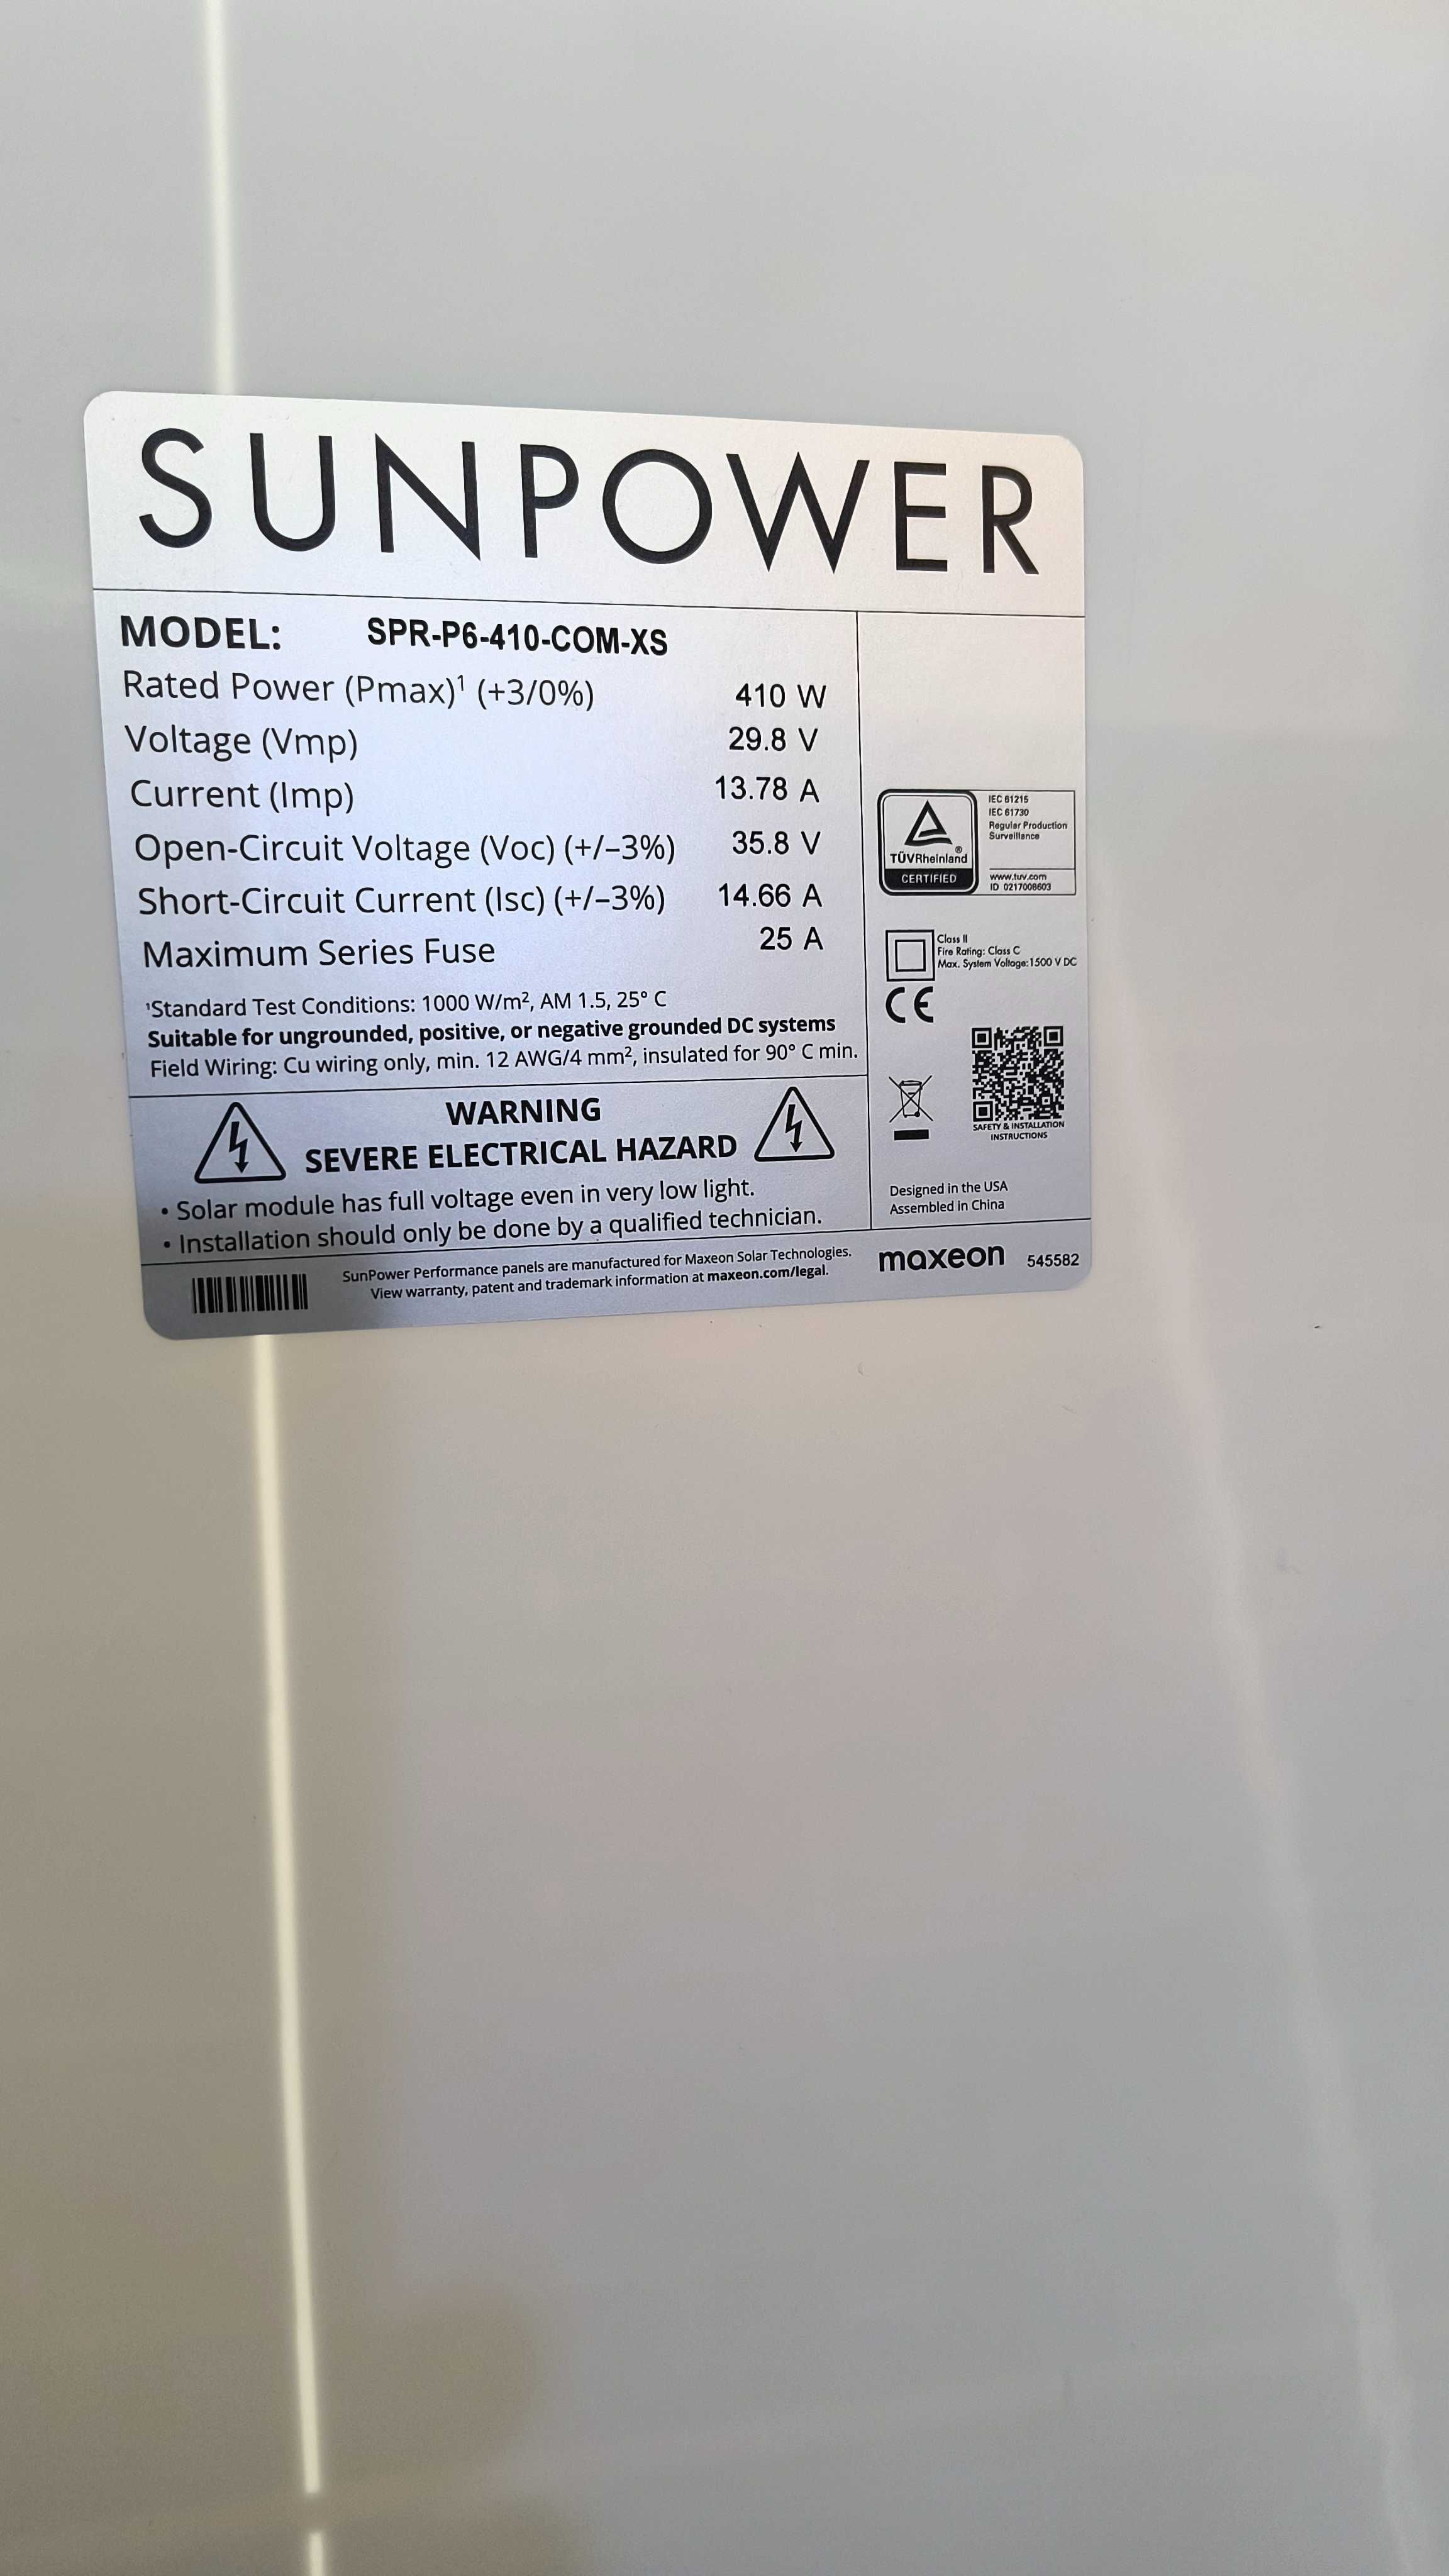 SUNPOWER
MODEL: SPR-P6-410-COM-XS
Rated Power (Pmax)¹ (+3/0%) 410 W
Voltage (Vmp) 29.8 V
Current (Imp) 13.78 A
Open-Circuit Voltage (Voc) (+/–3%) 35.8 V
Short-Circuit Current (Isc) (+/–3%) 14.66 A
Maximum Series Fuse 25 A
¹Standard Test Conditions: 1000 W/m², AM 1.5, 25° C
Suitable for ungrounded, positive, or negative grounded DC systems
Field Wiring: Cu wiring only, min. 12 AWG/4 mm², insulated for 90° C min.
WARNING
SEVERE ELECTRICAL HAZARD
• Solar module has full voltage even in very low light.
• Installation should only be done by a qualified technician.
TÜVRheinland®
CERTIFIED
IEC 61215
IEC 61730
Regular Production
Surveillance
www.tuv.com
ID 0217008603
Class II
Fire Rating: Class C
Max. System Voltage:1500 V DC
CE
SAFETY & INSTALLATION
INSTRUCTIONS
Designed in the USA
Assembled in China
SunPower Performance panels are manufactured for Maxeon Solar Technologies.
View warranty, patent and trademark information at maxeon.com/legal.
maxeon 545582